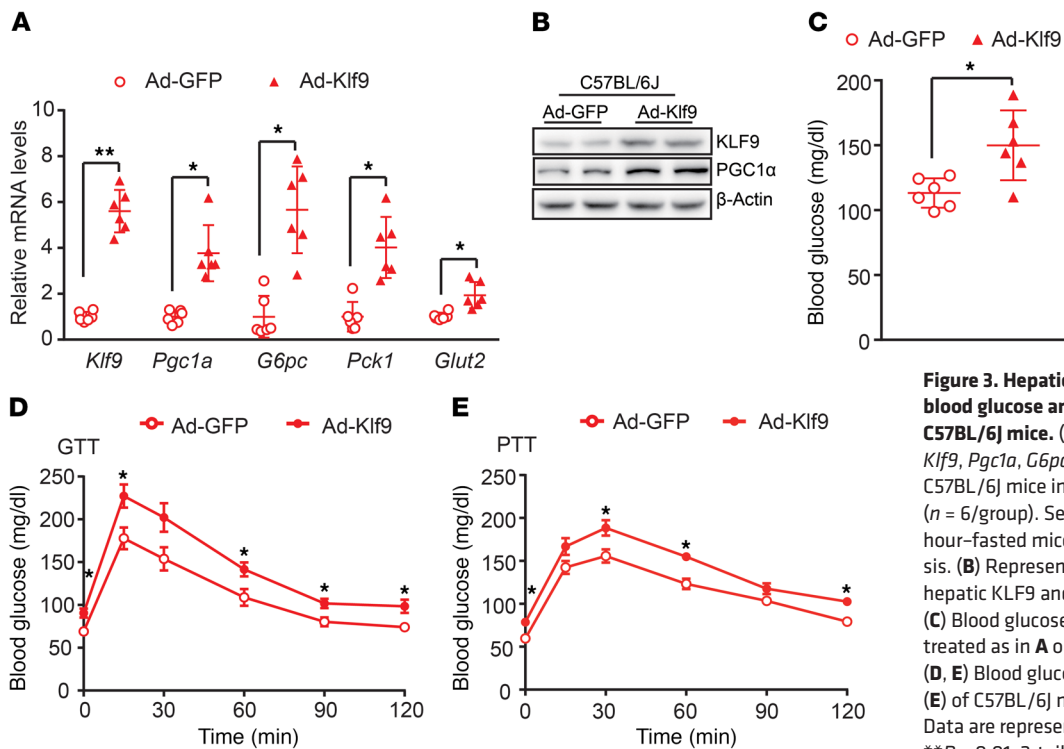 A
Ad-GFP Ad-Klf9
Relative mRNA levels
10
8
6
4
2
0
** * * * *
Klf9 Pgc1a G6pc Pck1 Glut2
B
C57BL/6J
Ad-GFP Ad-Klf9
KLF9
PGC1α
β-Actin
C
Ad-GFP Ad-Klf9
Blood glucose (mg/dl)
200
150
100
50
0
*
D
Ad-GFP Ad-Klf9
GTT
Blood glucose (mg/dl)
250
200
150
100
50
0
* * * * *
0 30 60 90 120
Time (min)
E
Ad-GFP Ad-Klf9
PTT
Blood glucose (mg/dl)
250
200
150
100
50
0
* * * *
0 30 60 90 120
Time (min)
Figure 3. Hepatic
blood glucose an
C57BL/6J mice. (
Klf9, Pgc1a, G6pc
C57BL/6J mice in
(n = 6/group). Se
hour–fasted mice
sis. (B) Represen
hepatic KLF9 and
(C) Blood glucose
treated as in A o
(D, E) Blood gluco
(E) of C57BL/6J m
Data are represen